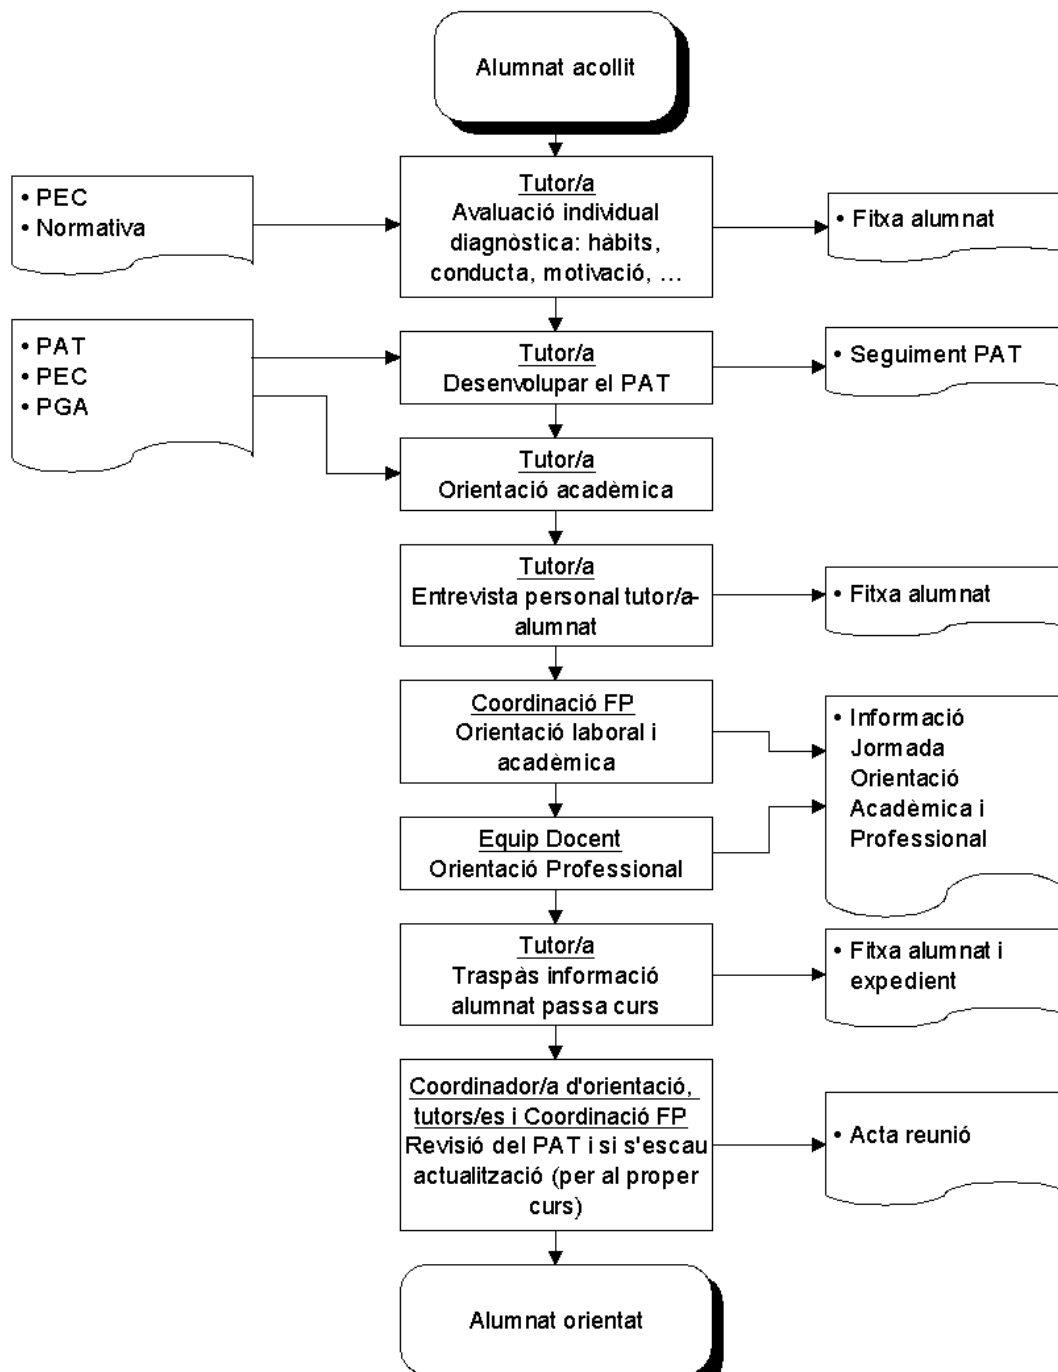 Alumnat acollit
• PEC
• Normativa
Tutor/a
Avaluació individual
diagnòstica: hàbits,
conducta, motivació, ...
• Fitxa alumnat
• PAT
• PEC
• PGA
Tutor/a
Desenvolupar el PAT
• Seguiment PAT
Tutor/a
Orientació acadèmica
Tutor/a
Entrevista personal tutor/a-
alumnat
• Fitxa alumnat
Coordinació FP
Orientació laboral i
acadèmica
• Informació
Jormada
Orientació
Acadèmica i
Professional
Equip Docent
Orientació Professional
Tutor/a
Traspàs informació
alumnat passa curs
• Fitxa alumnat i
expedient
Coordinador/a d'orientació,
tutors/es i Coordinació FP
Revisió del PAT i si s'escau
actualització (per al proper
curs)
• Acta reunió
Alumnat orientat